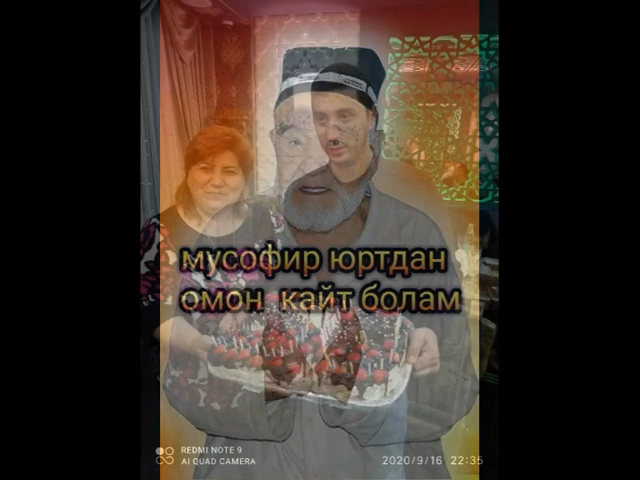 мусофир юртдан
омон кайт болам
REDMI NOTE 9
AI QUAD CAMERA
2020/9/16 22:35